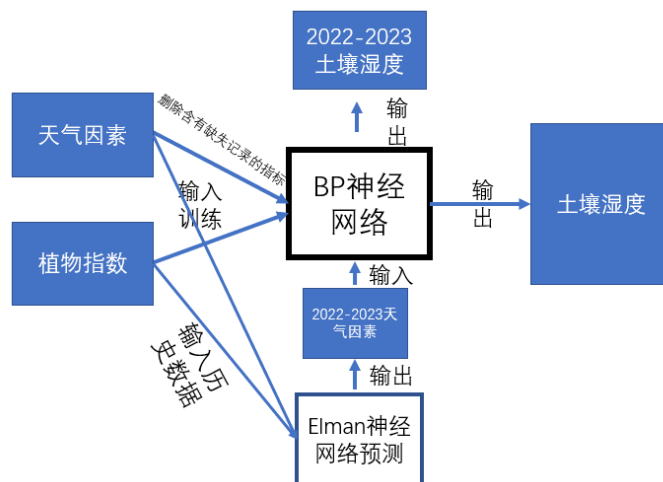 2022-2023
土壤湿度
输
出
天气因素
删除含有缺失记录的指标
输入
训练
BP神经
网络
输
出
土壤湿度
植物指数
输入
2022-2023天
气因素
输入历
史数据
输出
Elman神经
网络预测